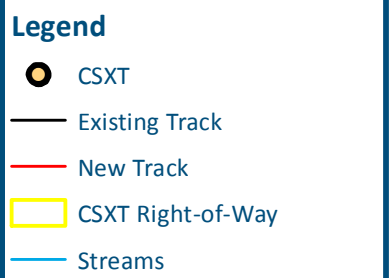 Legend
CSXT
Existing Track
New Track
CSXT Right-of-Way
Streams